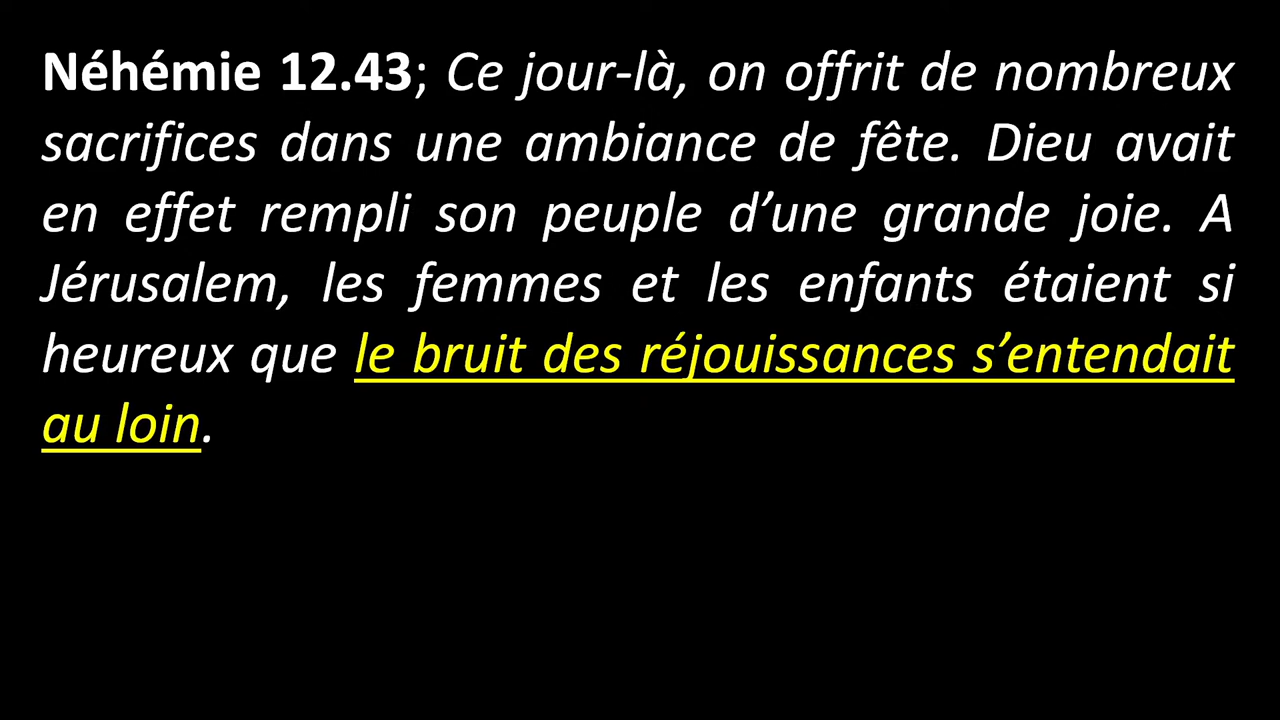 Néhémie 12.43; Ce jour-là, on offrit de nombreux
sacrifices dans une ambiance de fête. Dieu avait
en effet rempli son peuple d’une grande joie. A
Jérusalem, les femmes et les enfants étaient si
heureux que le bruit des réjouissances s’entendait
au loin.